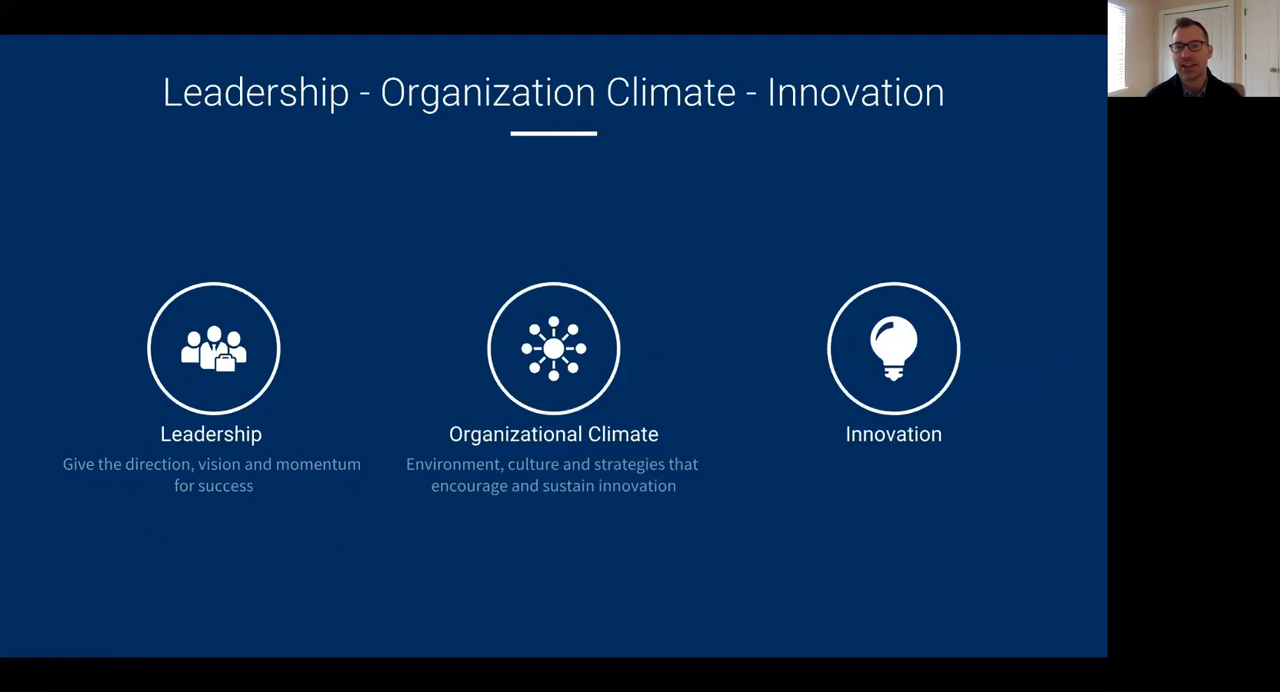 Leadership - Organization Climate - Innovation
Leadership
Give the direction, vision and momentum
for success
Organizational Climate
Environment, culture and strategies that
encourage and sustain innovation
Innovation